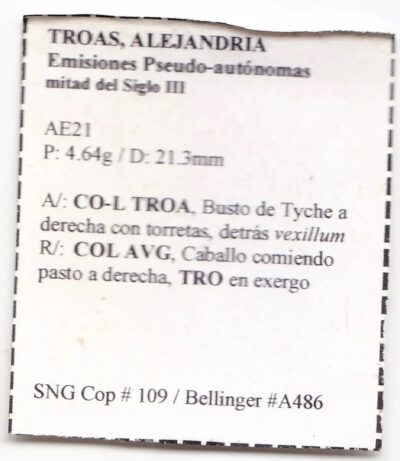 TROAS, ALEJANDRIA
Emisiones Pseudo-autónomas
mitad del Siglo III
AE21
P: 4.64g / D: 21.3mm
A/: CO-L TROA, Busto de Tyche a
derecha con torretas, detrás vexillum
R/: COL AVG, Caballo comiendo
pasto a derecha, TRO en exergo
SNG Cop # 109 / Bellinger #A486